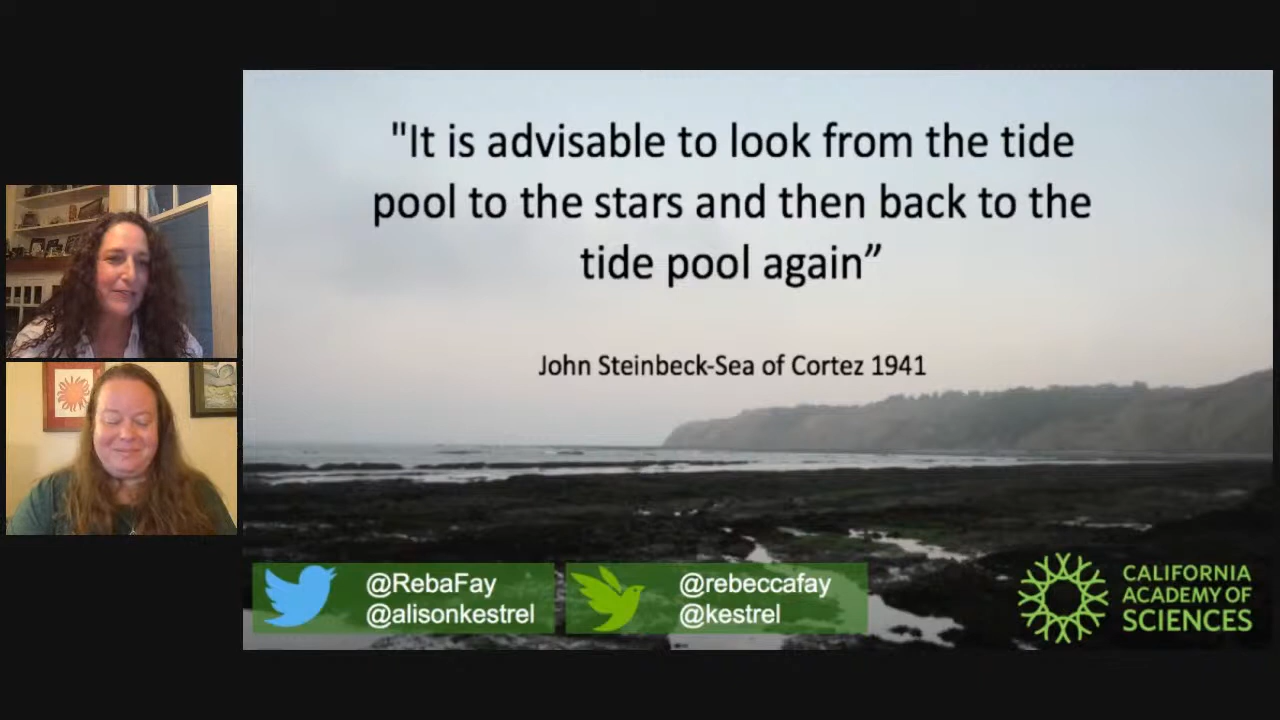 "It is advisable to look from the tide
pool to the stars and then back to the
tide pool again”
John Steinbeck-Sea of Cortez 1941
@RebaFay
@alisonkestrel
@rebeccafay
@kestrel
CALIFORNIA
ACADEMY OF
SCIENCES